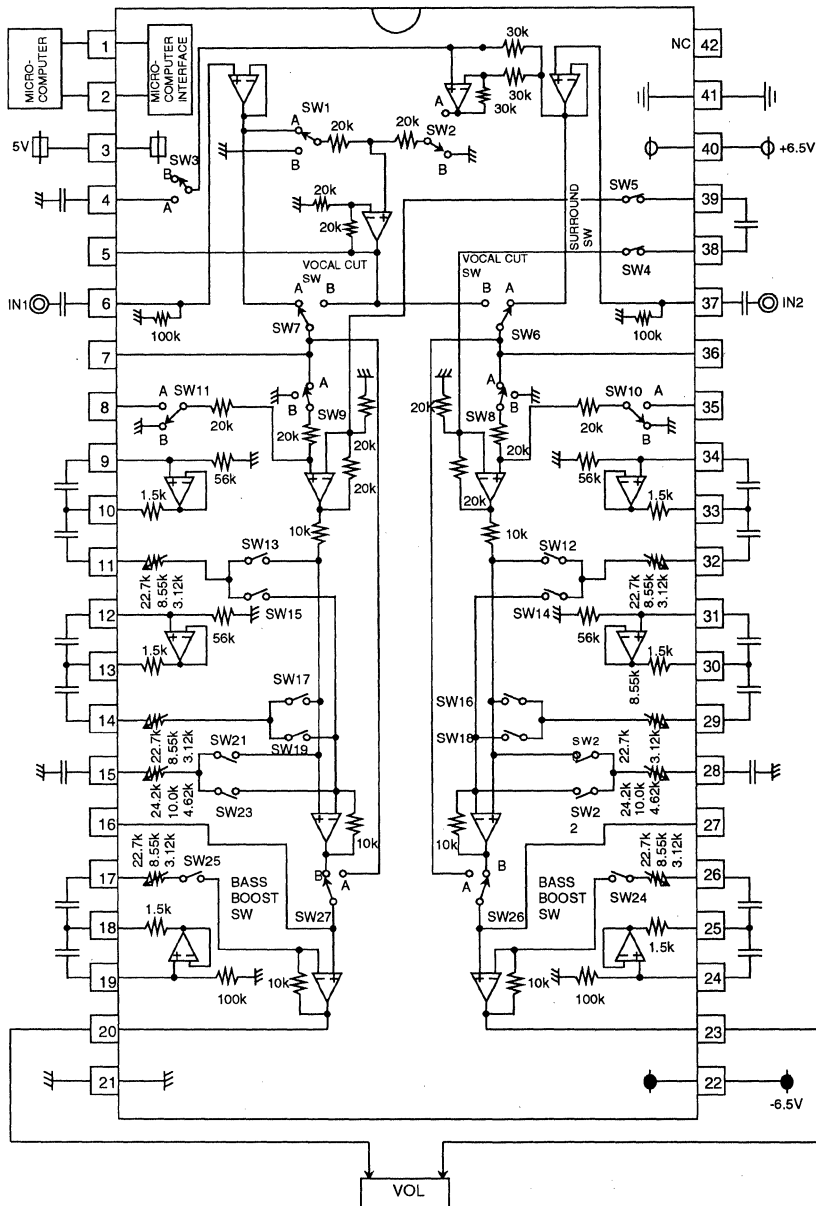 MICRO-
COMPUTER
MICRO-
COMPUTER
INTERFACE
1
2
5V
3
SW3
B
A
4
5
IN1
6
100k
7
8
A
SW11
B
20k
9
56k
10
1.5k
11
22.7k
8.55k
3.12k
SW13
SW15
12
56k
13
1.5k
14
22.7k
8.55k
3.12k
SW17
SW19
15
24.2k
10.0k
4.62k
SW21
SW23
16
17
22.7k
8.55k
3.12k
SW25
18
1.5k
19
100k
20
21
SW1
A
B
20k
20k
SW2
B
20k
20k
30k
30k
30k
A
VOCAL CUT
SW
A
B
SW7
VOCAL CUT
SW
B
A
SW6
SURROUND
SW
A
B
SW9
20k
20k
20k
10k
20K
A
B
SW8
20k
20k
10k
10k
B
A
SW27
BASS
BOOST
SW
10k
10k
A
B
SW26
BASS
BOOST
SW
10k
NC
42
41
40
+6.5V
SW5
39
38
SW4
37
IN2
100k
36
SW10
A
B
35
20k
34
56k
33
1.5k
SW12
SW14
32
22.7k
8.55k
3.12k
31
56k
30
1.5k
8.55k
SW16
SW18
29
22.7k
3.12k
SW2
SW2
2
28
24.2k
10.0k
4.62k
27
22.7k
8.55k
3.12k
SW24
26
25
1.5k
24
100k
23
22
-6.5V
VOL